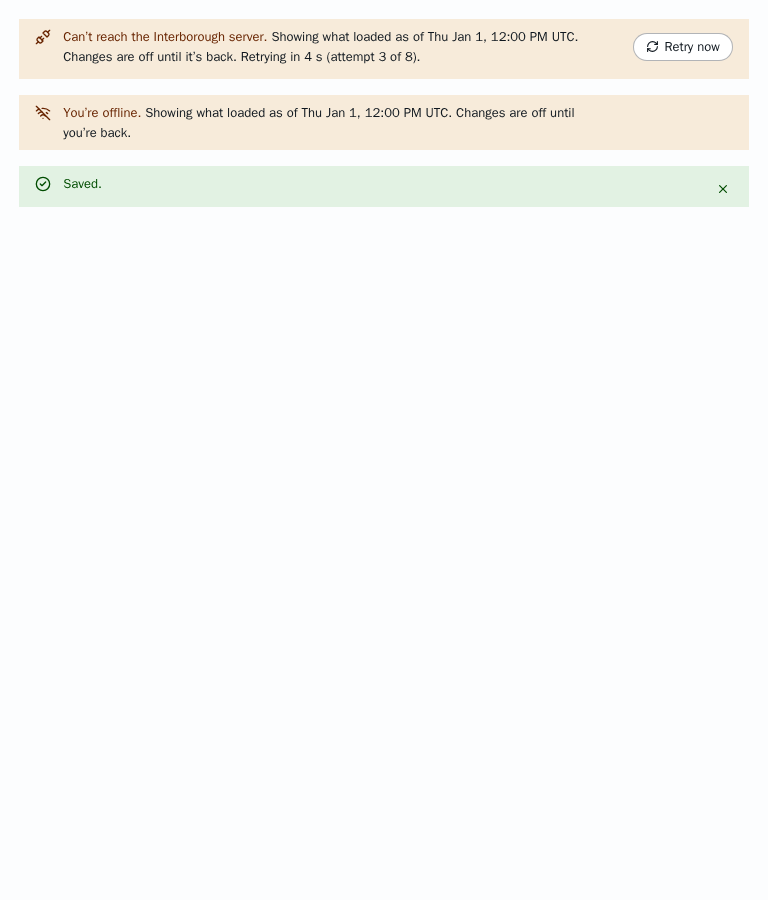 Can't reach the Interborough server. Showing what loaded as of Thu Jan 1, 12:00 PM UTC.
Changes are off until it's back. Retrying in 4 s (attempt 3 of 8).
Retry now
You're offline. Showing what loaded as of Thu Jan 1, 12:00 PM UTC. Changes are off until
you're back.
Saved.